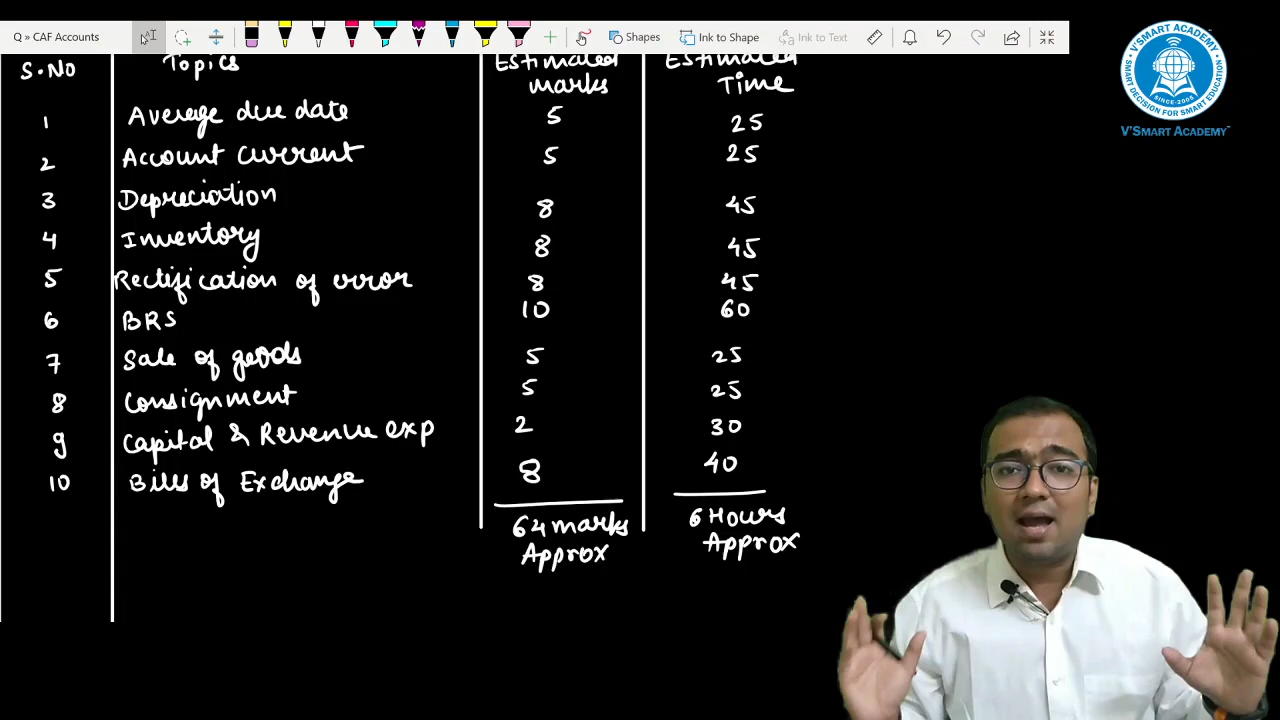 Q » CAF Accounts
Shapes
Ink to Shape
Ink to Text
S.No Topics Estimated marks Estimated Time
1 Average due date 5 25
2 Account current 5 25
3 Depreciation 8 45
4 Inventory 8 45
5 Rectification of error 8 45
6 BRS 10 60
7 Sale of goods 5 25
8 Consignment 5 25
9 Capital & Revenue exp 2 30
10 Bills of Exchange 8 40
64 marks Approx 6 Hours Approx
V'SMART ACADEMY
SMART DECISION FOR SMART EDUCATION
SINCE-2006
V'SMART ACADEMY™